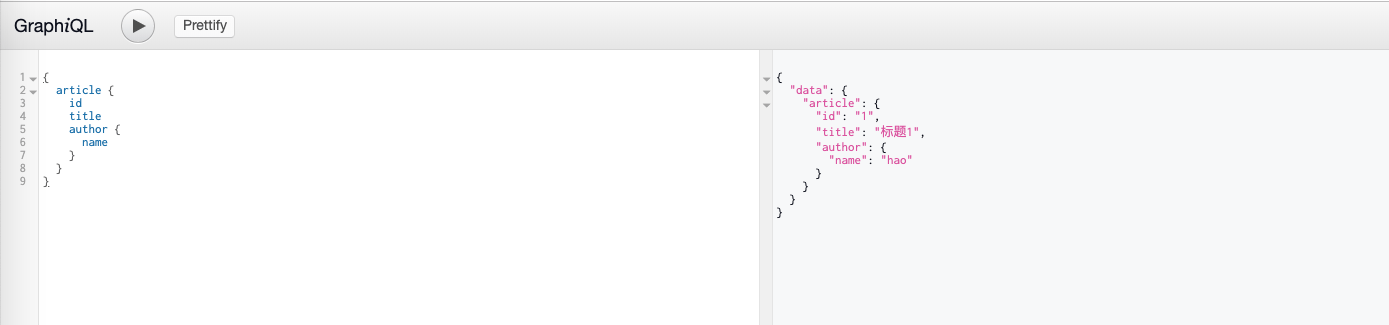 GraphiQL Prettify
1 {
2 article {
3 id
4 title
5 author {
6 name
7 }
8 }
9 }
{
"data": {
"article": {
"id": "1",
"title": "标题1",
"author": {
"name": "hao"
}
}
}
}